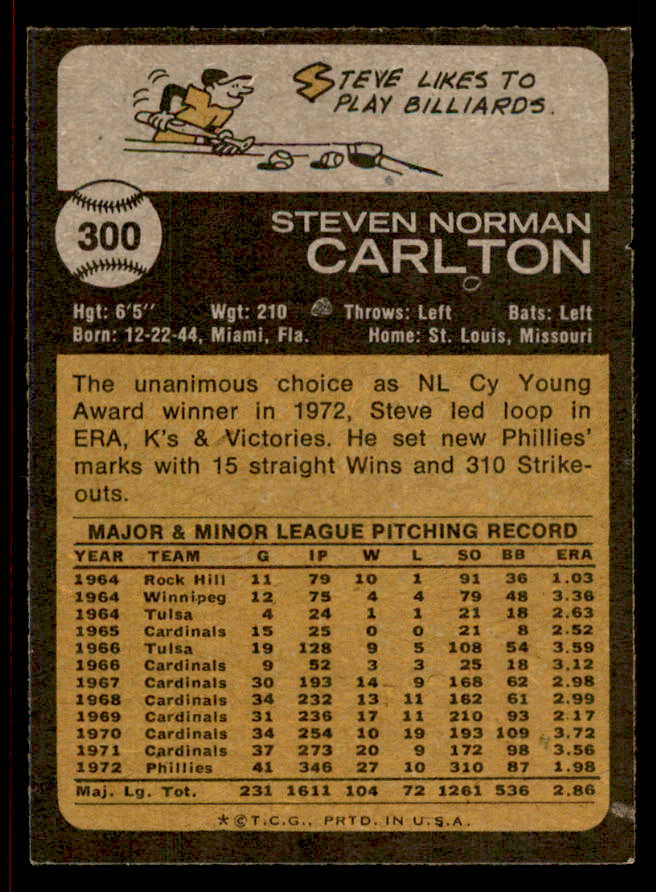 STEVE LIKES TO
PLAY BILLIARDS.
300
STEVEN NORMAN
CARLTON
Hgt: 6'5" Wgt: 210 Throws: Left Bats: Left
Born: 12-22-44, Miami, Fla. Home: St. Louis, Missouri
The unanimous choice as NL Cy Young
Award winner in 1972, Steve led loop in
ERA, K's & Victories. He set new Phillies'
marks with 15 straight Wins and 310 Strike-
outs.
MAJOR & MINOR LEAGUE PITCHING RECORD
YEAR TEAM G IP W L SO BB ERA
1964 Rock Hill 11 79 10 1 91 36 1.03
1964 Winnipeg 12 75 4 4 79 48 3.36
1964 Tulsa 4 24 1 1 21 18 2.63
1965 Cardinals 15 25 0 0 21 8 2.52
1966 Tulsa 19 128 9 5 108 54 3.59
1966 Cardinals 9 52 3 3 25 18 3.12
1967 Cardinals 30 193 14 9 168 62 2.98
1968 Cardinals 34 232 13 11 162 61 2.99
1969 Cardinals 31 236 17 11 210 93 2.17
1970 Cardinals 34 254 10 19 193 109 3.72
1971 Cardinals 37 273 20 9 172 98 3.56
1972 Phillies 41 346 27 10 310 87 1.98
Maj. Lg. Tot. 231 1611 104 72 1261 536 2.86
*©T.C.G., PRTD. IN U.S.A.